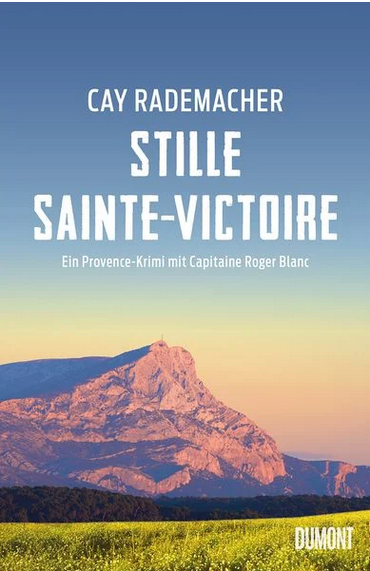 CAY RADEMACHER
STILLE
SAINTE-VICTOIRE
Ein Provence-Krimi mit Capitaine Roger Blanc
DUMONT